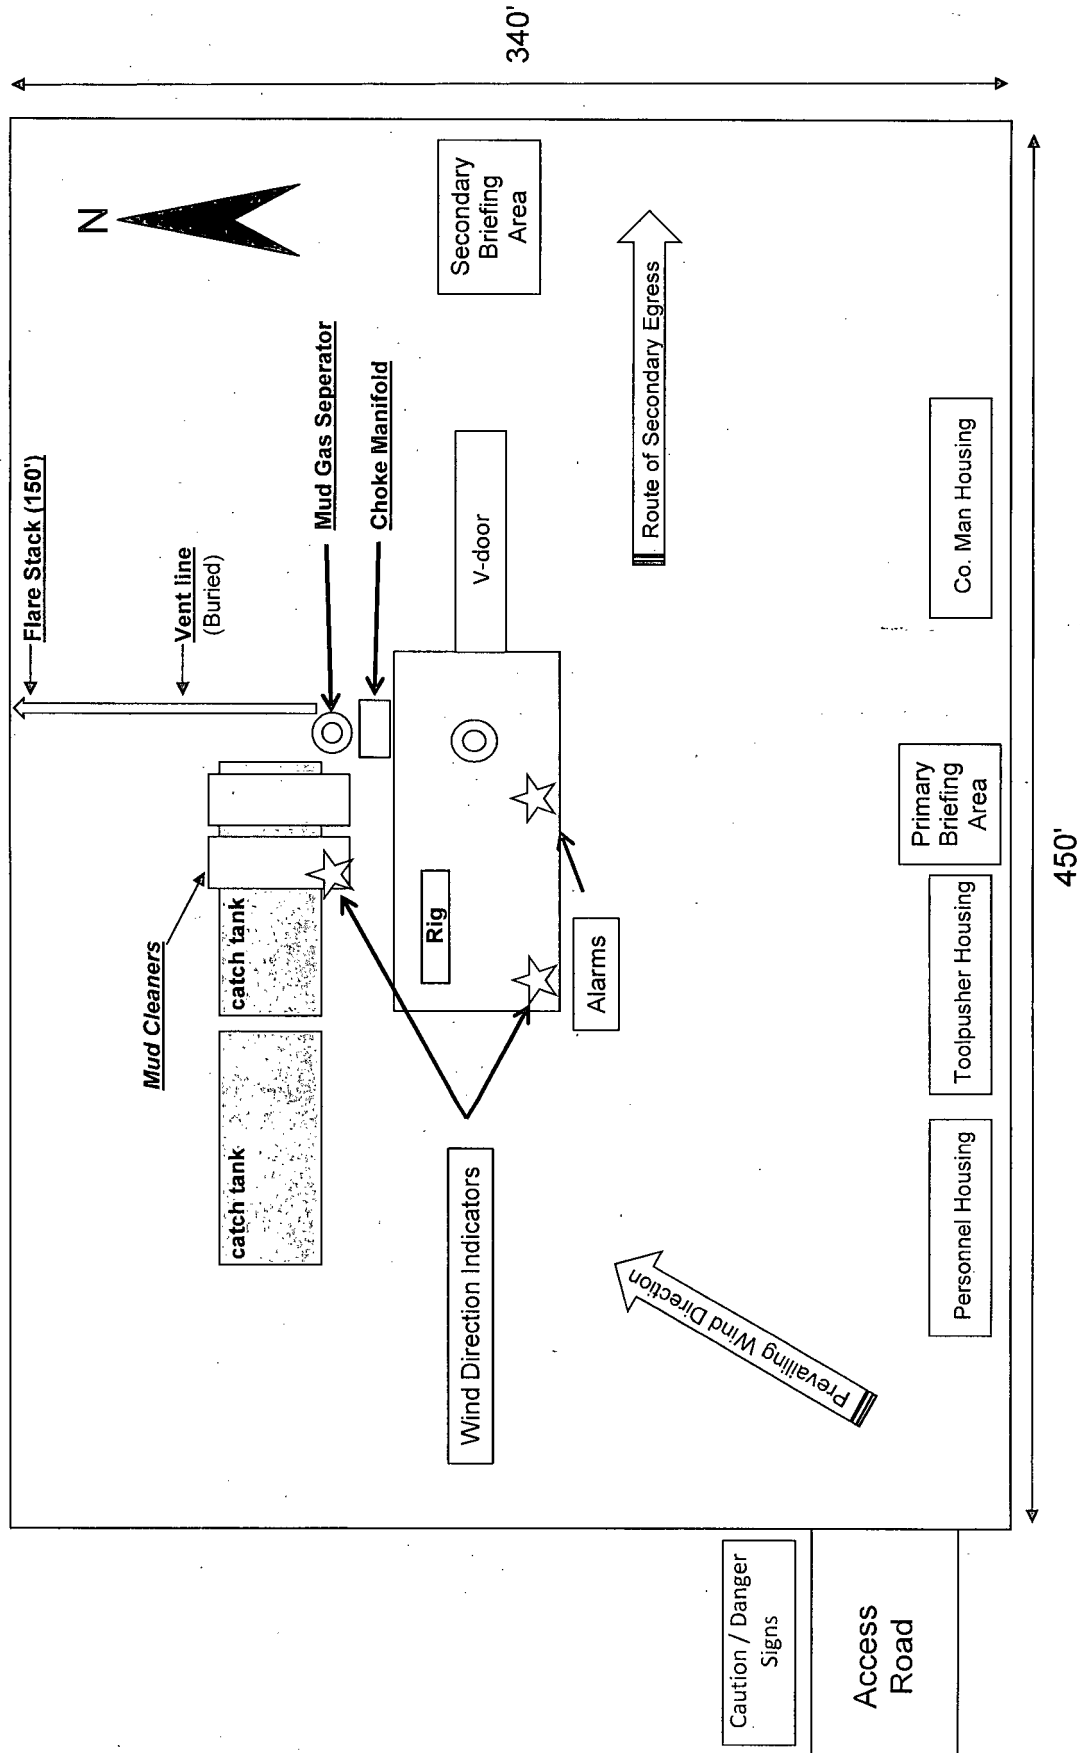 340'
N
Flare Stack (150')
Vent line
(Buried)
Mud Gas Seperator
Choke Manifold
Secondary
Briefing
Area
V-door
Mud Cleaners
catch tank
catch tank
Rig
Alarms
Wind Direction Indicators
Route of Secondary Egress
Prevailing Wind Direction
Caution / Danger
Signs
Access
Road
Personnel Housing
Toolpusher Housing
Primary
Briefing
Area
Co. Man Housing
450'